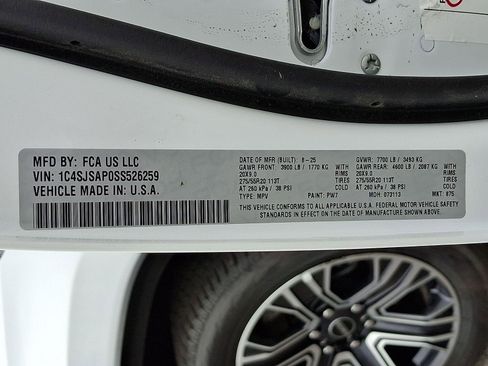 MFD BY: FCA US LLC
VIN: 1C4SJSAP0SS526259
VEHICLE MADE IN: U.S.A.
DATE OF MFR (BUILT): 8-25
GAWR FRONT: 3900 LB / 1770 KG
20X9.0
RIMS
275/55R20 113T
TIRES
AT 260 kPa / 38 PSI
COLD
TYPE: MPV
PAINT: PW7
GVWR: 7700 LB / 3493 KG
GAWR REAR: 4600 LB / 2087 KG
20X9.0
RIMS
275/55R20 113T
TIRES
AT 260 kPa / 38 PSI
COLD
MDH: 073113
MKT: 875
THIS VEHICLE CONFORMS TO ALL APPLICABLE U.S.A. FEDERAL MOTOR VEHICLE SAFETY
STANDARDS IN EFFECT ON THE DATE OF MANUFACTURE SHOWN ABOVE.